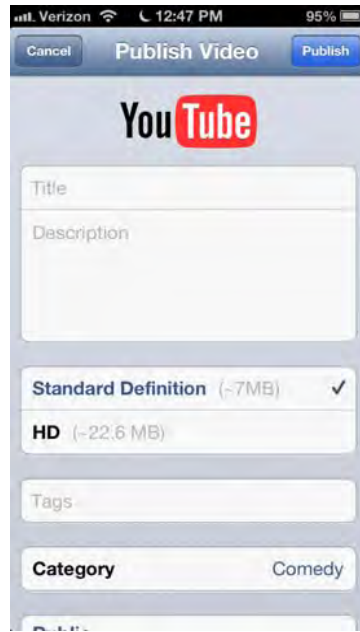 Verizon 12:47 PM 95%
Cancel Publish Video Publish
YouTube
Title
Description
Standard Definition (~7MB)
HD (~22.6 MB)
Tags
Category Comedy
Public